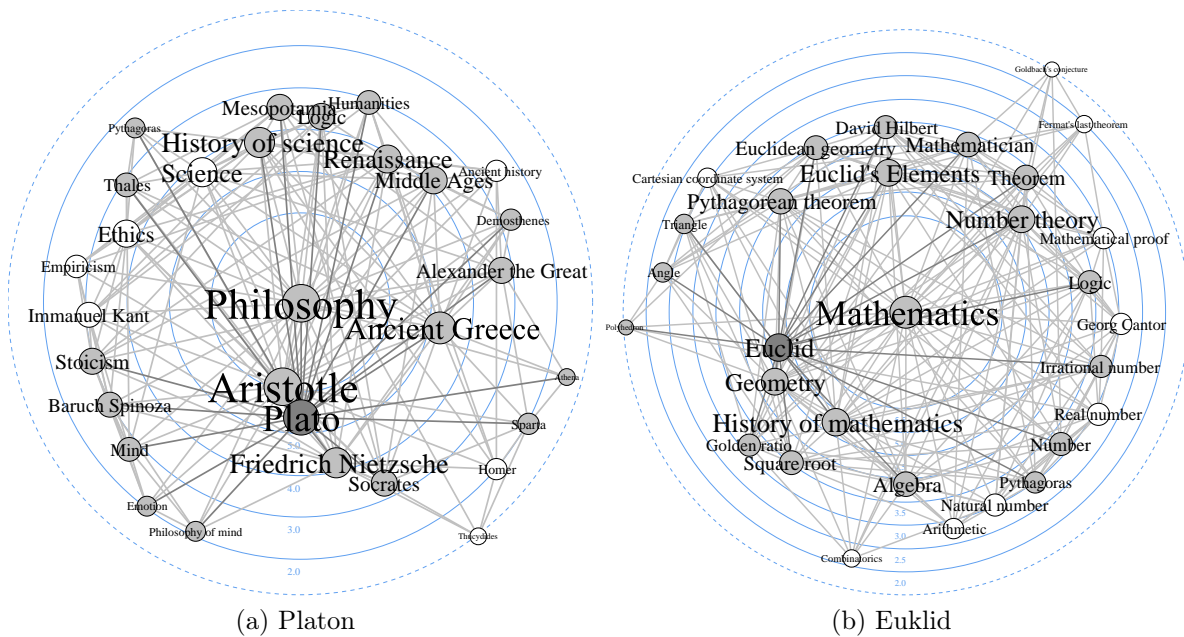 Mesopotamia
Logic
Humanities
Pythagoras
History of science
Renaissance
Science
Middle Ages
Ancient history
Thales
Demosthenes
Ethics
Empiricism
Alexander the Great
Philosophy
Immanuel Kant
Ancient Greece
Stoicism
Aristotle
Athena
Baruch Spinoza
Plato
Sparta
Mind
5.0
Friedrich Nietzsche
Socrates
Homer
4.0
Emotion
Philosophy of mind
3.0
Thucydides
2.0
(a) Platon
Goldbach's conjecture
David Hilbert
Fermat's last theorem
Euclidean geometry
Mathematician
Cartesian coordinate system
Euclid's Elements
Theorem
Pythagorean theorem
Triangle
Number theory
Mathematical proof
Angle
Logic
Mathematics
Polyhedron
Georg Cantor
Euclid
Irrational number
Geometry
Real number
History of mathematics
Golden ratio
Number
Square root
Algebra
Pythagoras
Natural number
3.5
Arithmetic
3.0
Combinatorics
2.5
2.0
(b) Euklid